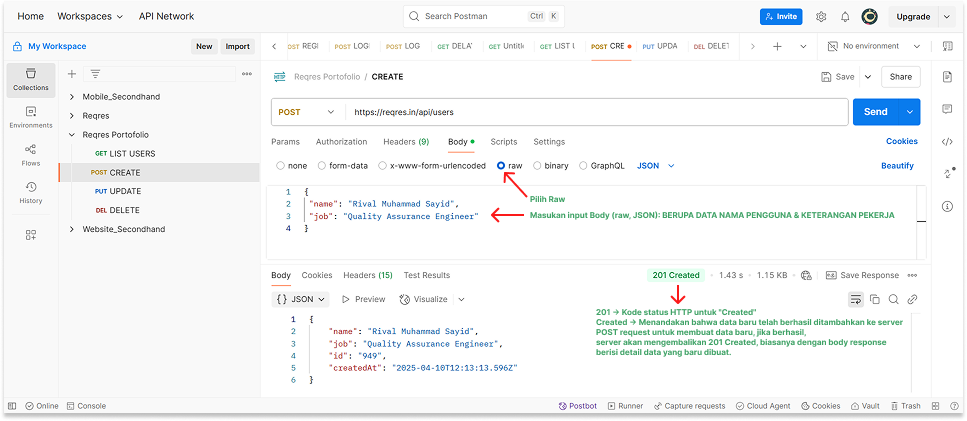 Home Workspaces API Network Search Postman Ctrl K Invite Upgrade
My Workspace New Import
POST LOG POST LOG GET DELA GET Untitl GET LIST U POST CRE PUT UPDA DEL DELET No environment
Collections
Environments
Flows
History
Mobile_Secondhand
Reqres
Reqres Portofolio
GET LIST USERS
POST CREATE
PUT UPDATE
DEL DELETE
Website_Secondhand
HTTP Reqres Portofolio / CREATE Save Share
POST https://reqres.in/api/users Send
Params Authorization Headers (9) Body Scripts Settings Cookies
none form-data x-www-form-urlencoded raw binary GraphQL JSON Beautify
1 {
2 "name": "Rival Muhammad Sayid",
3 "job": "Quality Assurance Engineer"
4 }
Pilih Raw
Masukan input Body (raw, JSON): BERUPA DATA NAMA PENGGUNA & KETERANGAN PEKERJA
Body Cookies Headers (15) Test Results 201 Created 1.43 s 1.15 KB Save Response
{} JSON Preview Visualize
1 {
2 "name": "Rival Muhammad Sayid",
3 "job": "Quality Assurance Engineer",
4 "id": "949",
5 "createdAt": "2025-04-10T12:13:13.596Z"
6 }
201 → Kode status HTTP untuk "Created"
Created → Menandakan bahwa data baru telah berhasil ditambahkan ke server
POST request untuk membuat data baru, jika berhasil,
server akan mengembalikan 201 Created, biasanya dengan body response
berisi detail data yang baru dibuat.
Online Console Postbot Runner Capture requests Cloud Agent Cookies Vault Trash